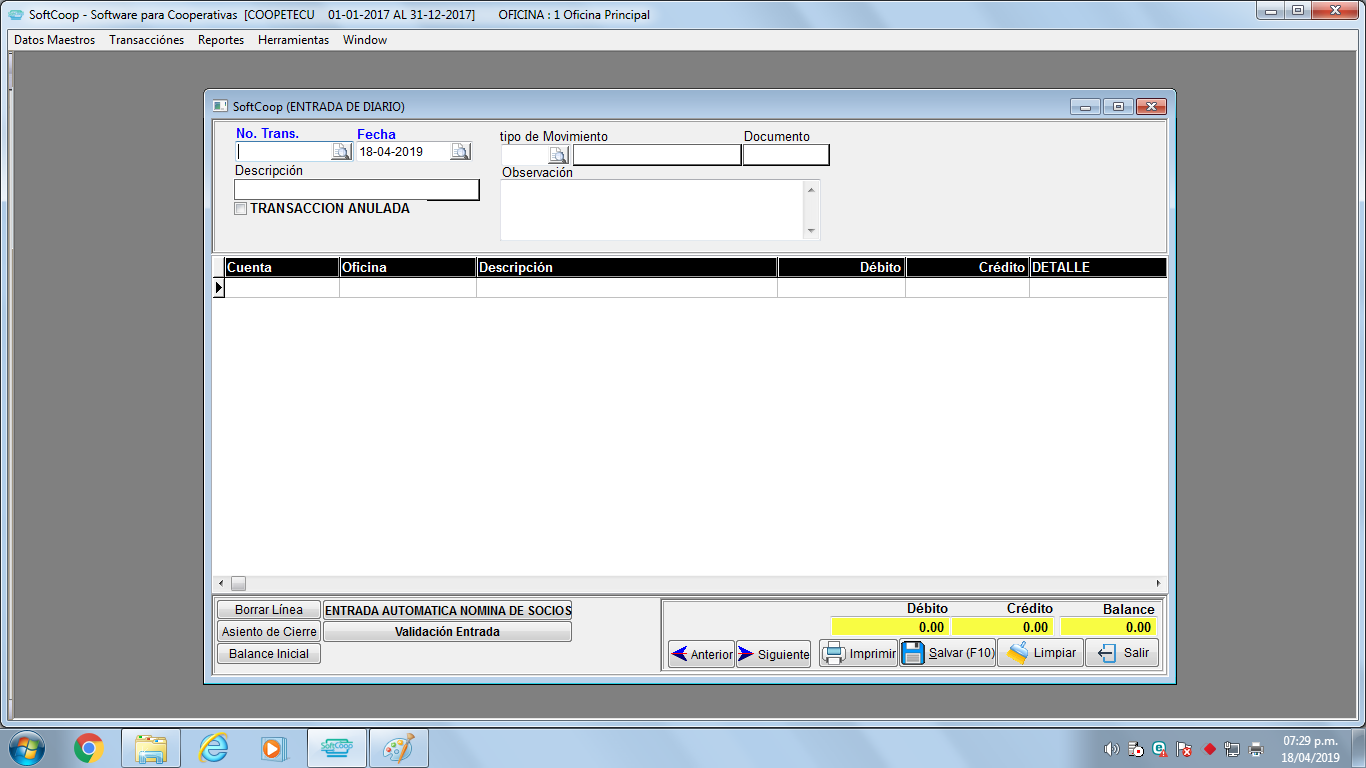 SoftCoop - Software para Cooperativas [COOPETECU 01-01-2017 AL 31-12-2017] OFICINA : 1 Oficina Principal
Datos Maestros Transacciónes Reportes Herramientas Window
SoftCoop (ENTRADA DE DIARIO)
No. Trans. Fecha tipo de Movimiento Documento
18-04-2019
Descripción Observación
TRANSACCION ANULADA
Cuenta Oficina Descripción Débito Crédito DETALLE
Borrar Línea ENTRADA AUTOMATICA NOMINA DE SOCIOS Débito Crédito Balance
Asiento de Cierre Validación Entrada 0.00 0.00 0.00
Balance Inicial Anterior Siguiente Imprimir Salvar (F10) Limpiar Salir
SoftCoop 07:29 p.m.
18/04/2019